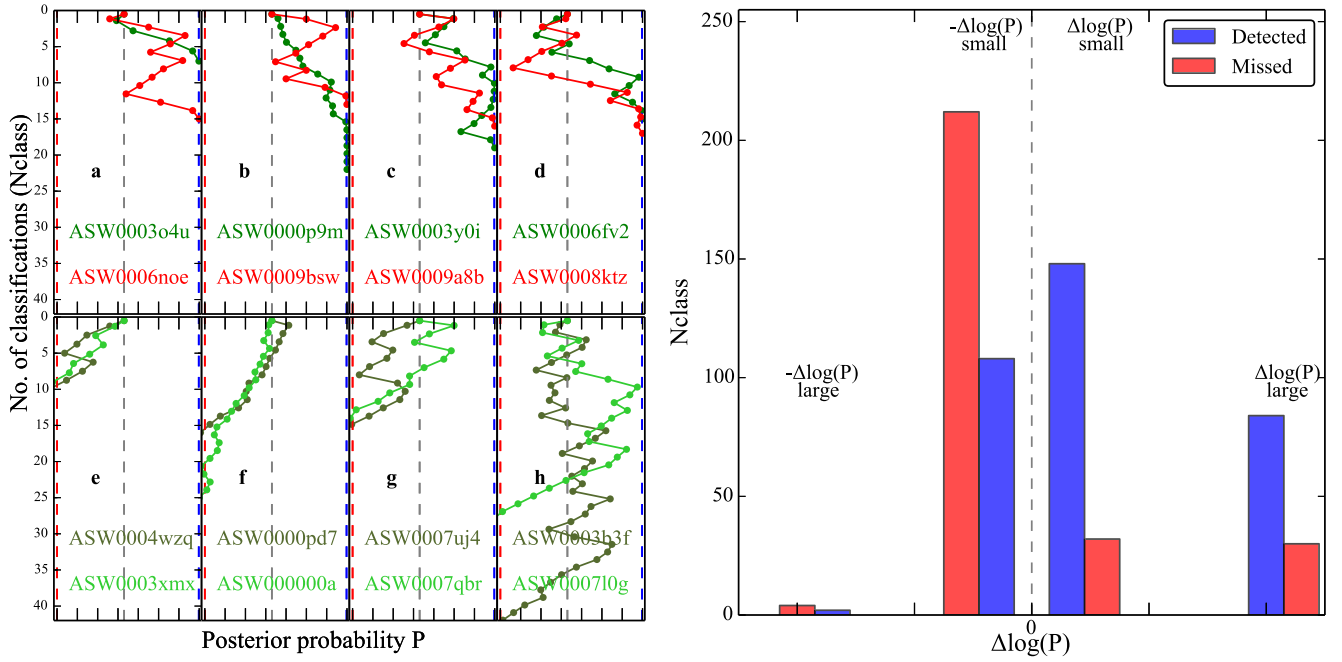 No. of classifications (Nclass)
0
5
10
15
20
25
30
35
40
a
b
c
d
ASW0003o4u
ASW0000p9m
ASW0003y0i
ASW0006fv2
ASW0006noe
ASW0009bsw
ASW0009a8b
ASW0008ktz
0
5
10
15
20
25
30
35
40
e
f
g
h
ASW0004wzq
ASW0000pd7
ASW0007uj4
ASW0003b3f
ASW0003xmx
ASW000000a
ASW0007qbr
ASW0007l0g
Posterior probability P
Nclass
250
200
150
100
50
0
-Δlog(P)
small
Δlog(P)
small
Detected
Missed
-Δlog(P)
large
Δlog(P)
large
0
Δlog(P)